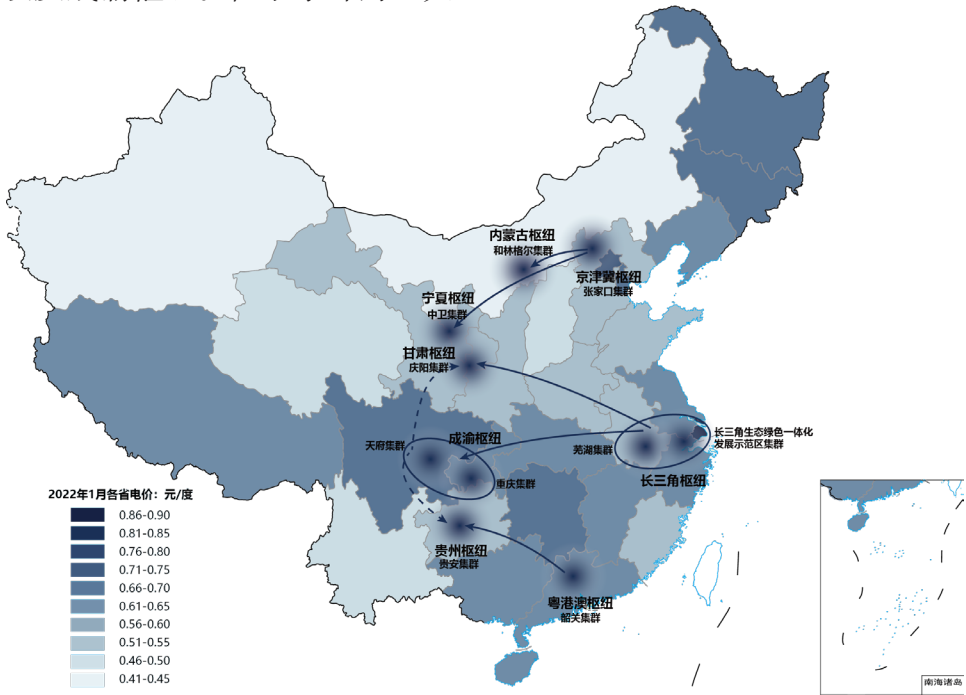 内蒙古枢纽
和林格尔集群
京津冀枢纽
张家口集群
宁夏枢纽
中卫集群
甘肃枢纽
庆阳集群
成渝枢纽
天府集群
重庆集群
长三角生态绿色一体化
发展示范区集群
芜湖集群
长三角枢纽
贵州枢纽
贵安集群
粤港澳枢纽
韶关集群
2022年1月各省电价：元/度
0.86-0.90
0.81-0.85
0.76-0.80
0.71-0.75
0.66-0.70
0.61-0.65
0.56-0.60
0.51-0.55
0.46-0.50
0.41-0.45
南海诸岛